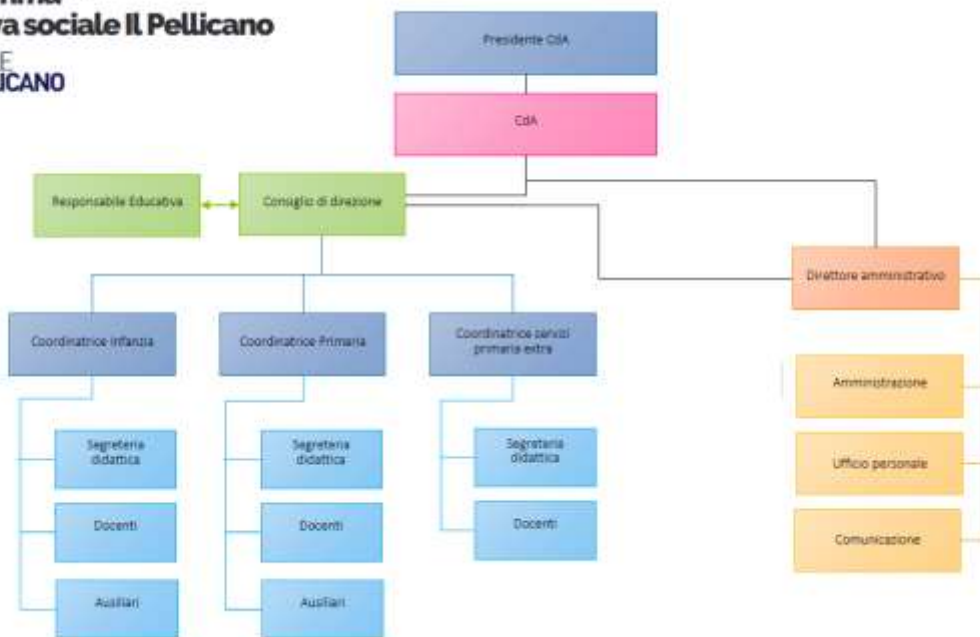 va sociale Il Pellicano
Presidente CdA
CdA
Responsabile Educativa
Consiglio di direzione
Direttore amministrativo
Coordinatrice Infanzia
Coordinatrice Primaria
Coordinatrice servizi
primaria extra
Amministrazione
Segreteria
didattica
Segreteria
didattica
Segreteria
didattica
Ufficio personale
Docenti
Docenti
Docenti
Comunicazione
Ausiliari
Ausiliari